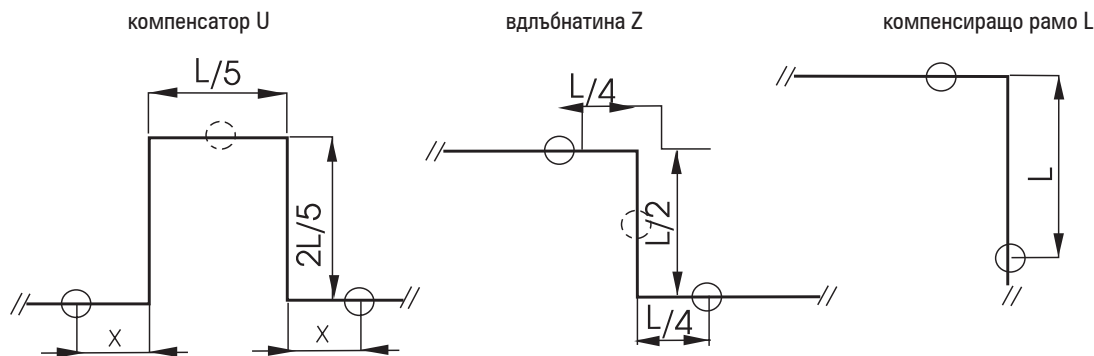 компенсатор U
вдлъбнатина Z
компенсиращо рамо L
L/5
2L/5
X
X
L/4
L/2
L/4
L